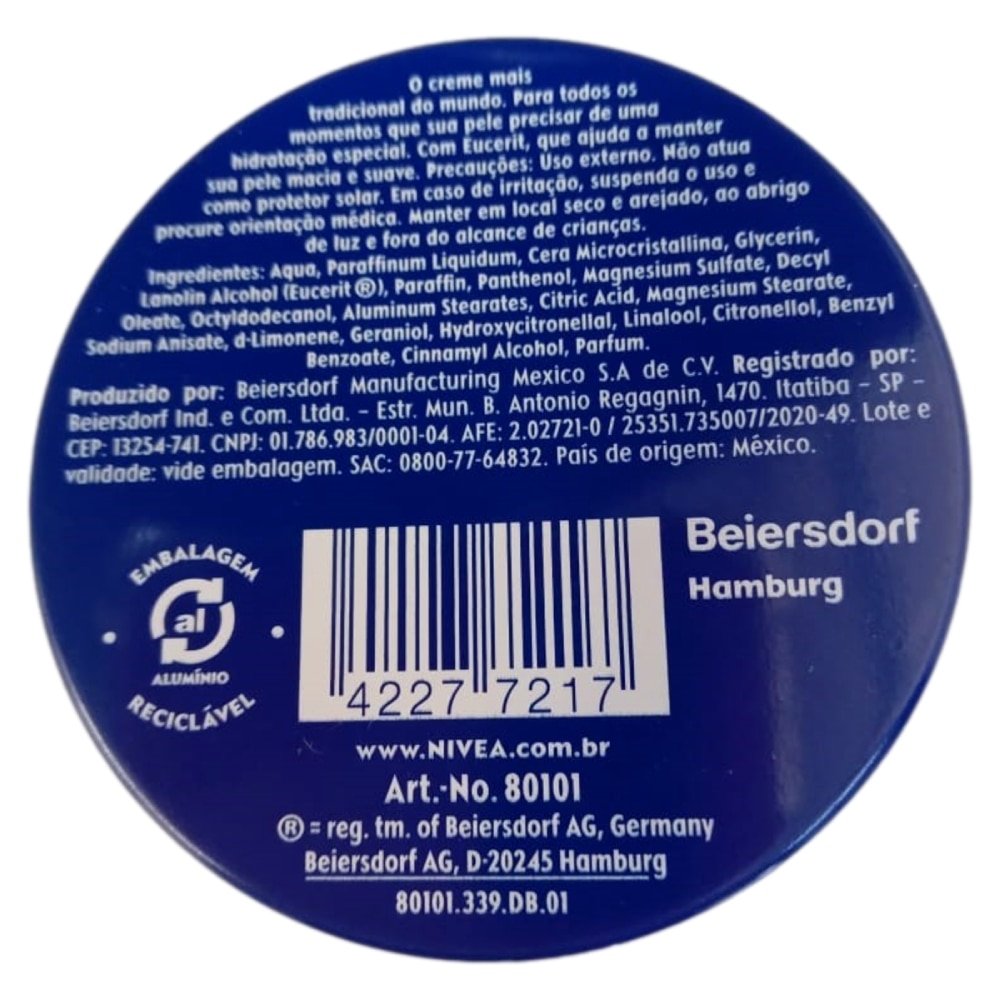 O creme mais
tradicional do mundo. Para todos os
momentos que sua pele precisar de uma
hidratação especial. Com Eucerit, que ajuda a manter
sua pele macia e suave. Precauções: Uso externo. Não atua
como protetor solar. Em caso de irritação, suspenda o uso e
procure orientação médica. Manter em local seco e arejado, ao abrigo
de luz e fora do alcance de crianças.
Ingredientes: Aqua, Paraffinum Liquidum, Cera Microcristallina, Glycerin,
Lanolin Alcohol (Eucerit®), Paraffin, Panthenol, Magnesium Sulfate, Decyl
Oleate, Octyldodecanol, Aluminum Stearates, Citric Acid, Magnesium Stearate,
Sodium Anisate, d-Limonene, Geraniol, Hydroxycitronellal, Linalool, Citronellol, Benzyl
Benzoate, Cinnamyl Alcohol, Parfum.
Produzido por: Beiersdorf Manufacturing Mexico S.A de C.V. Registrado por:
Beiersdorf Ind. e Com. Ltda. – Estr. Mun. B. Antonio Regagnin, 1470. Itatiba – SP –
CEP: 13254-741. CNPJ: 01.786.983/0001-04. AFE: 2.02721-0 / 25351.735007/2020-49. Lote e
validade: vide embalagem. SAC: 0800-77-64832. País de origem: México.
EMBALAGEM
al
ALUMÍNIO
RECICLÁVEL
4227 7217
Beiersdorf
Hamburg
www.NIVEA.com.br
Art.-No. 80101
® = reg. tm. of Beiersdorf AG, Germany
Beiersdorf AG, D-20245 Hamburg
80101.339.DB.01